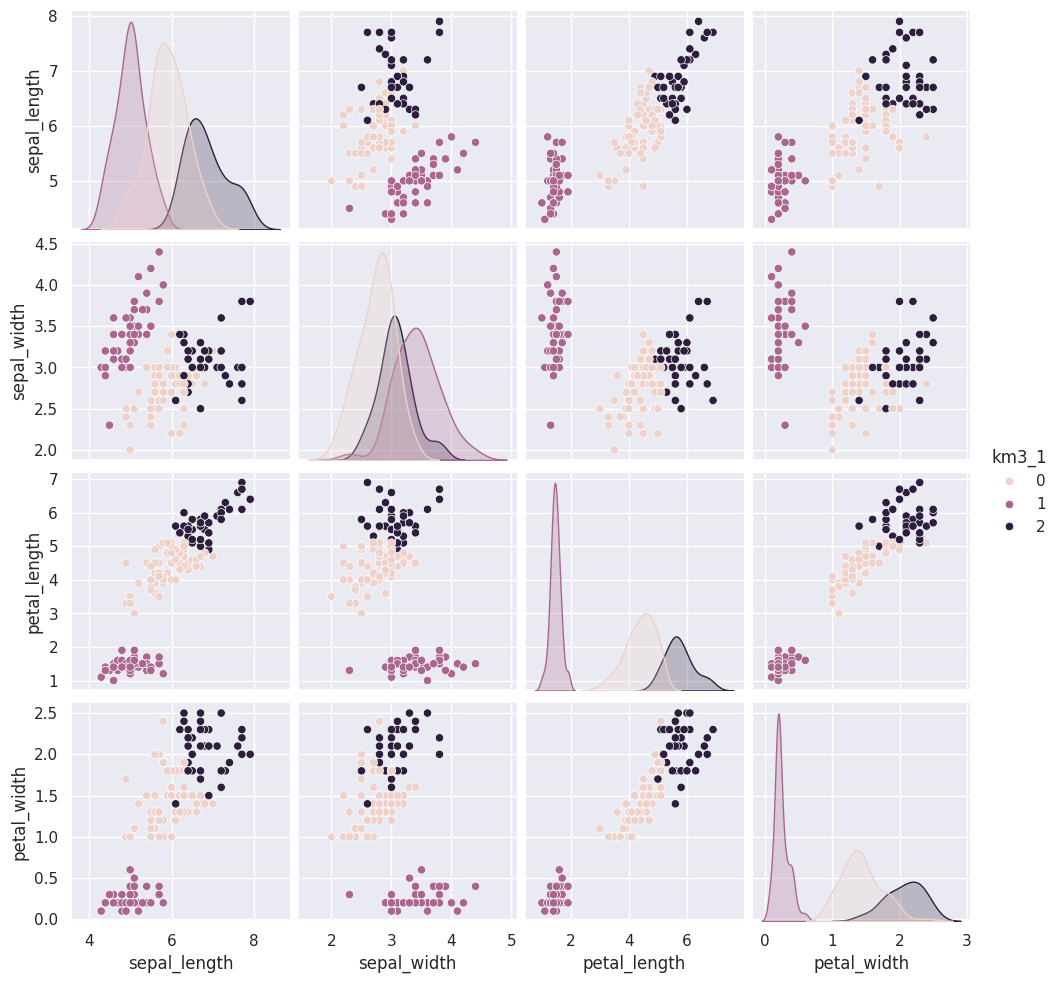 8
7
6
5
sepal_length
4.5
4.0
3.5
3.0
2.5
2.0
sepal_width
7
6
5
4
3
2
1
petal_length
2.5
2.0
1.5
1.0
0.5
0.0
petal_width
4 6 8
sepal_length
2 3 4 5
sepal_width
2 4 6
petal_length
0 1 2 3
petal_width
km3_1
0
1
2